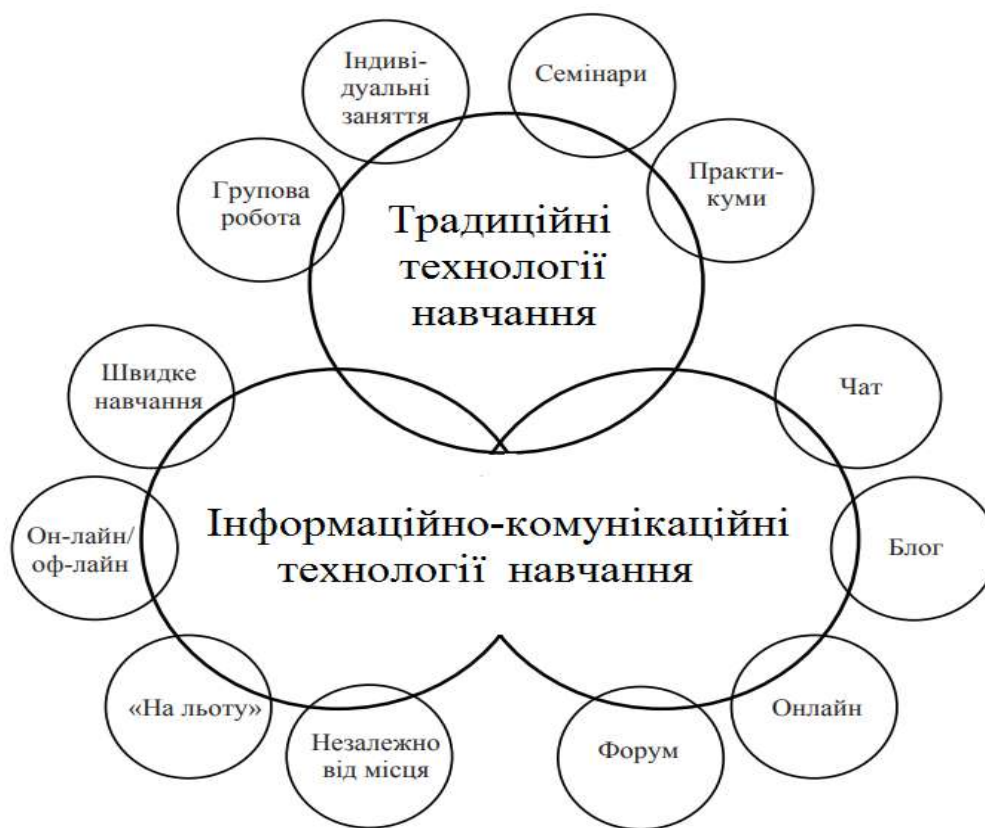 Індиві-
дуальні
заняття
Семінари
Групова
робота
Практи-
куми
Традиційні
технології
навчання
Швидке
навчання
Чат
Он-лайн/
оф-лайн
Інформаційно-комунікаційні
технології навчання
Блог
«На льоту»
Незалежно
від місця
Форум
Онлайн